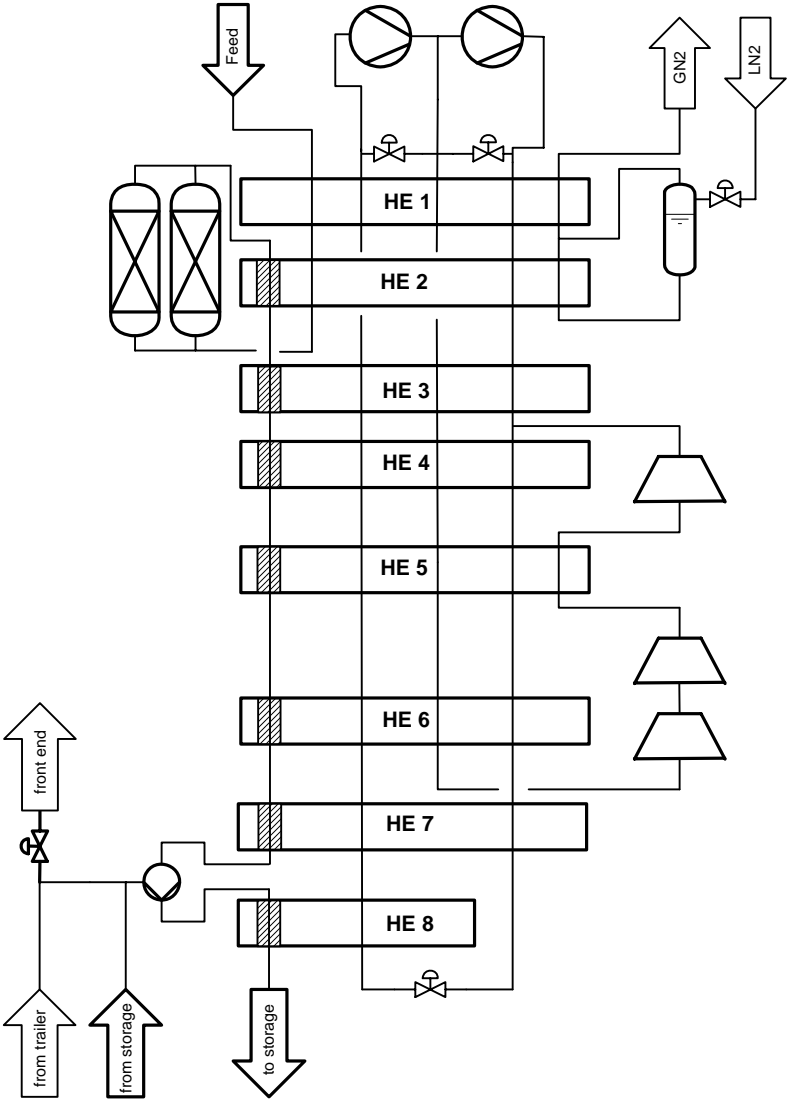 Feed
GN2
LN2
HE 1
HE 2
HE 3
HE 4
HE 5
HE 6
front end
HE 7
HE 8
from trailer
from storage
to storage